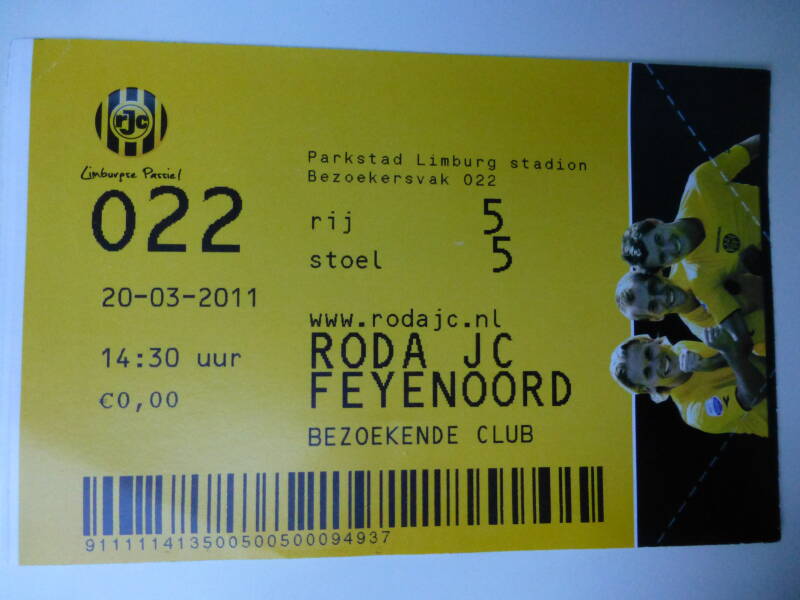 rJc
Limburgse Passie!
022
20-03-2011
14:30 uur
€0,00
Parkstad Limburg stadion
Bezoekersvak 022
rij 5
stoel 5
www.rodajc.nl
RODA JC
FEYENOORD
BEZOEKENDE CLUB
911111413500500500094937